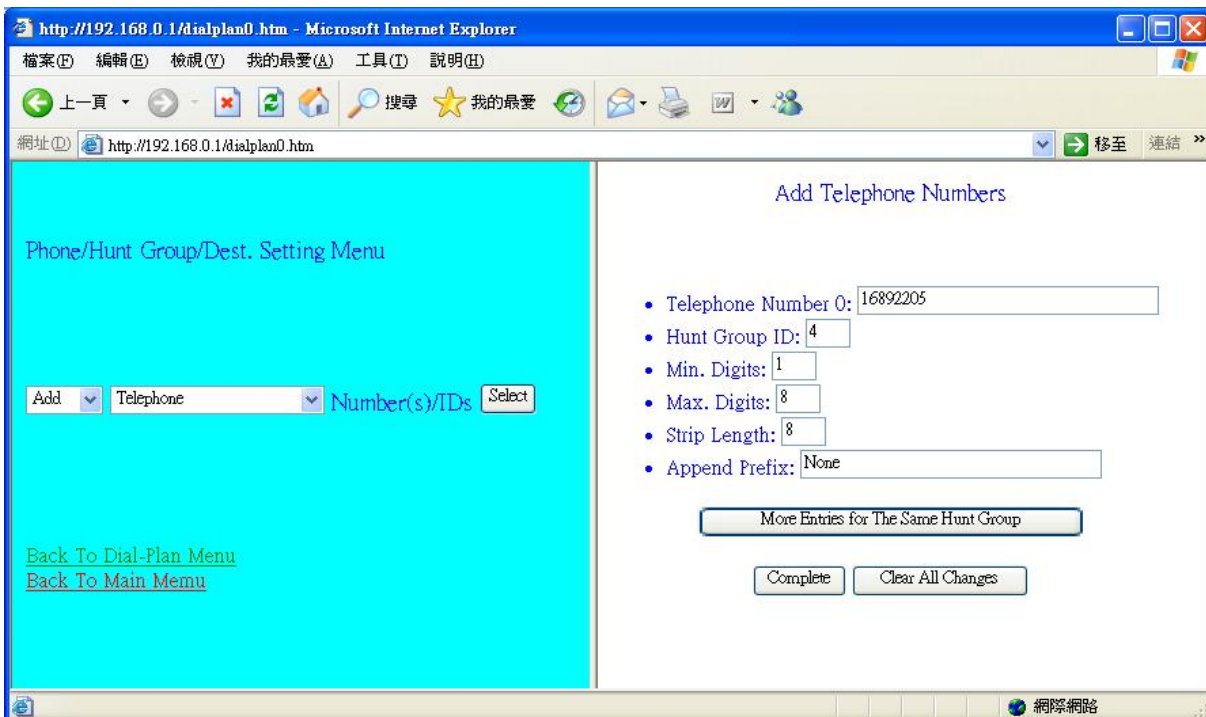 http://192.168.0.1/dialplan0.htm - Microsoft Internet Explorer
檔案(F) 編輯(E) 檢視(V) 我的最愛(A) 工具(T) 說明(H)
上一頁 搜尋 我的最愛
網址(D) http://192.168.0.1/dialplan0.htm 移至 連結 »
Phone/Hunt Group/Dest. Setting Menu
Add Telephone Number(s)/IDs Select
Back To Dial-Plan Menu
Back To Main Memu
Add Telephone Numbers
• Telephone Number 0: 16892205
• Hunt Group ID: 4
• Min. Digits: 1
• Max. Digits: 8
• Strip Length: 8
• Append Prefix: None
More Entries for The Same Hunt Group
Complete Clear All Changes
網際網路